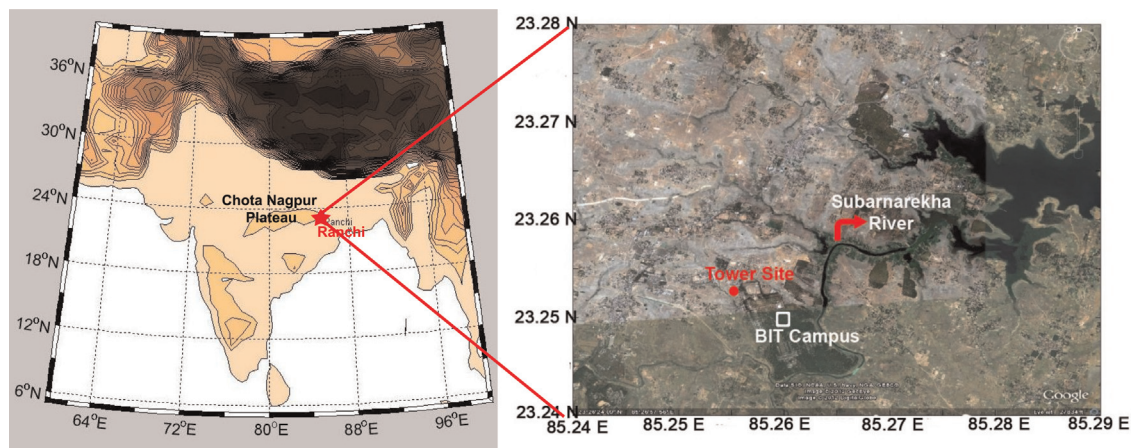 36°N
30°N
24°N
18°N
12°N
6°N
64°E
72°E
80°E
88°E
96°E
Chota Nagpur
Plateau
Ranchi
23.28 N
23.27 N
23.26 N
23.25 N
23.24 N
85.24 E
85.25 E
85.26 E
85.27 E
85.28 E
85.29 E
Subarnarekha
River
Tower Site
BIT Campus
Google